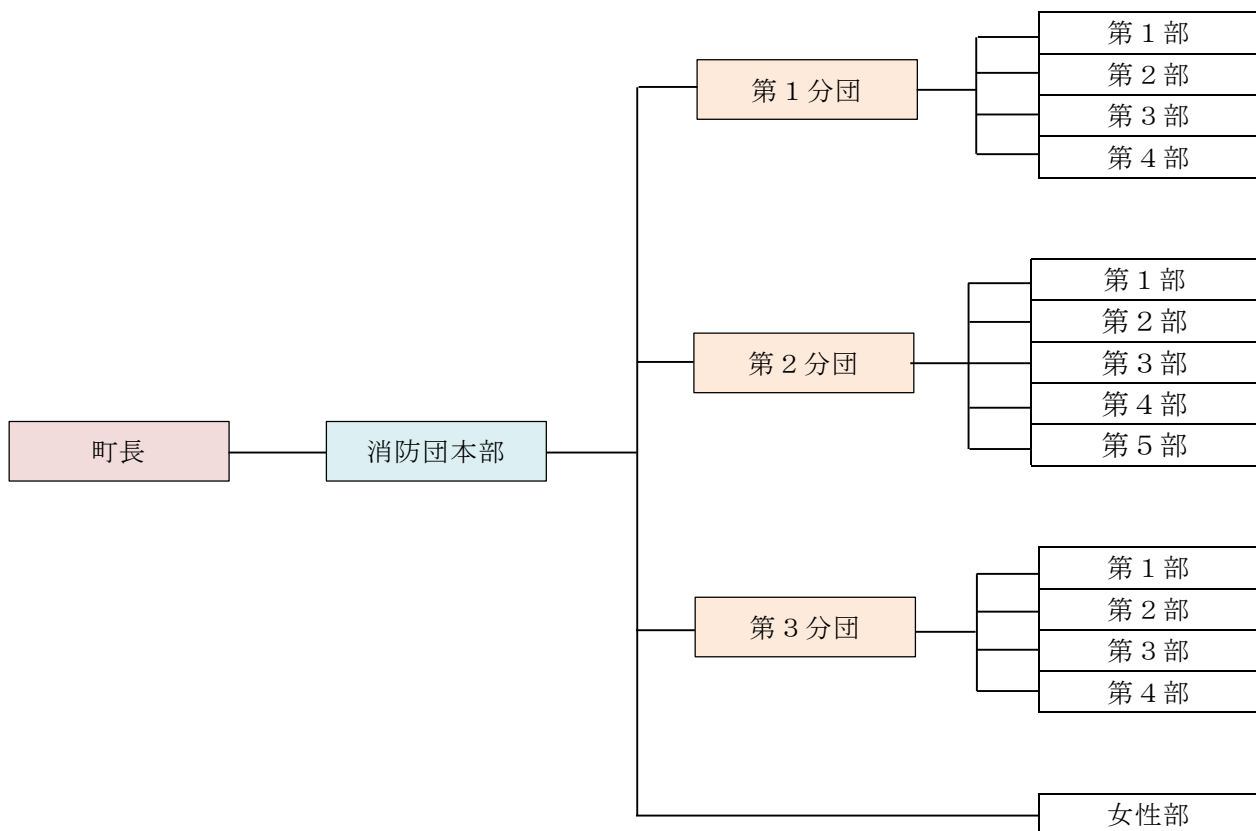 町長
消防団本部
第１分団
第１部
第２部
第３部
第４部
第２分団
第１部
第２部
第３部
第４部
第５部
第３分団
第１部
第２部
第３部
第４部
女性部